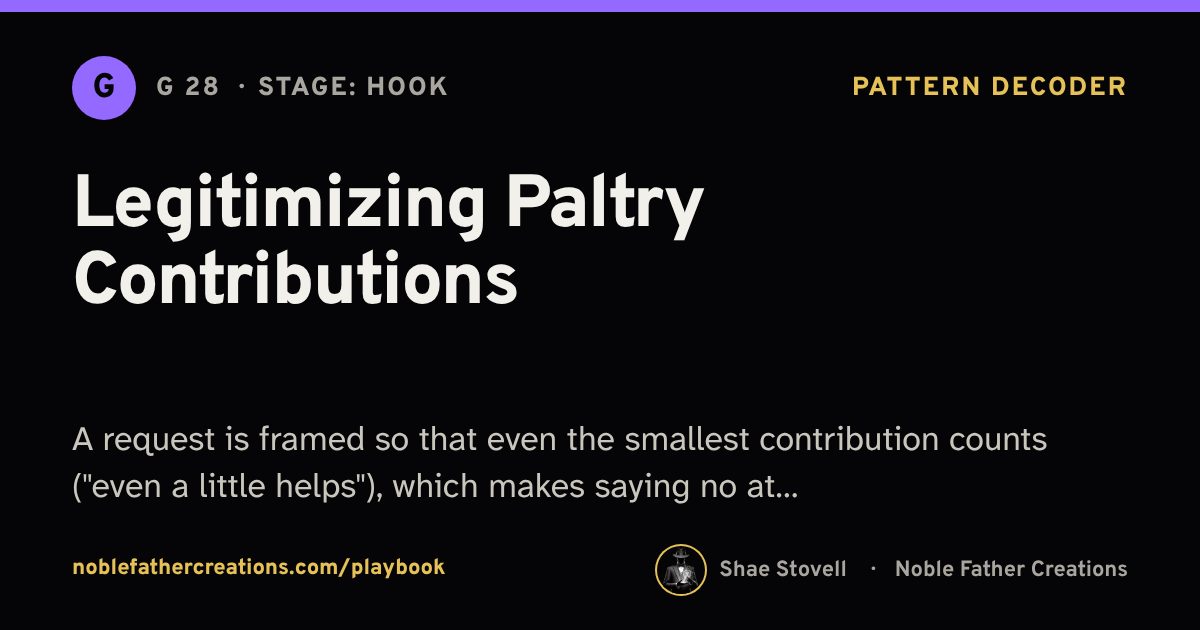 G
G 28 · STAGE: HOOK
PATTERN DECODER
Legitimizing Paltry
Contributions
A request is framed so that even the smallest contribution counts
("even a little helps"), which makes saying no at...
noblefathercreations.com/playbook
Shae Stovell · Noble Father Creations